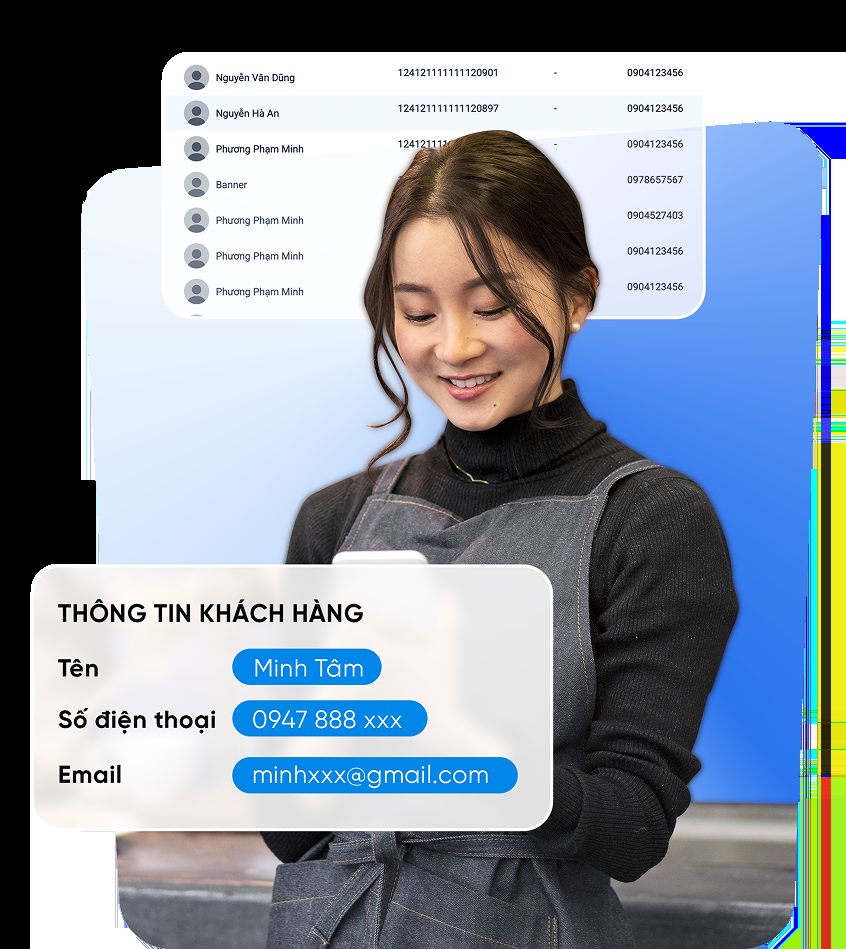 Nguyễn Văn Dũng 124121111111120901 - 0904123456
Nguyễn Hà An 124121111111120897 - 0904123456
Phương Phạm Minh - 0904123456
Banner 0978657567
Phương Phạm Minh 0904527403
Phương Phạm Minh 0904123456
Phương Phạm Minh 0904123456
THÔNG TIN KHÁCH HÀNG
Tên Minh Tâm
Số điện thoại 0947 888 xxx
Email minhxxx@gmail.com